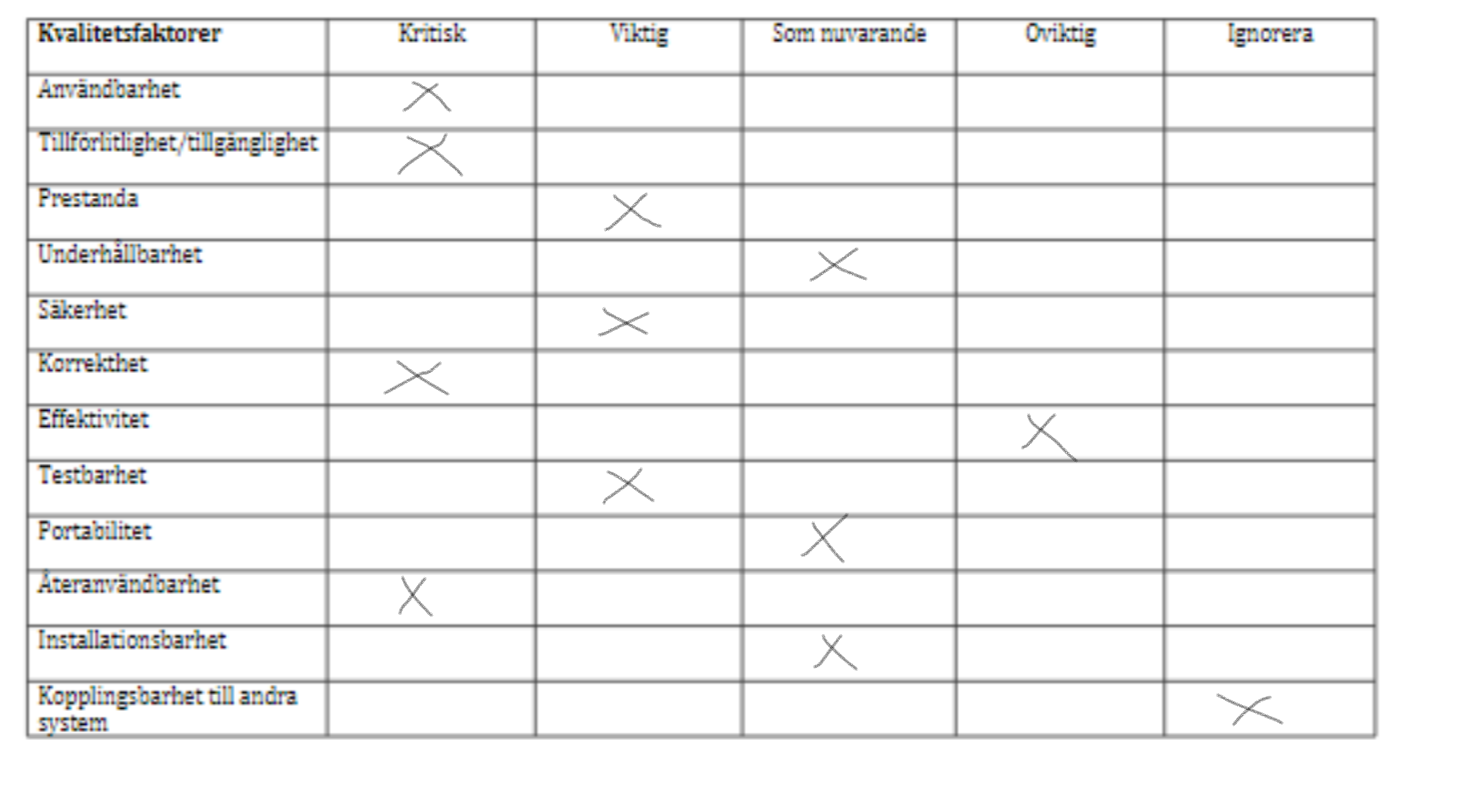 Kvalitetsfaktorer Kritisk Viktig Som nuvarande Oviktig Ignorera
Användbarhet X
Tillförlitlighet/tillgänglighet X
Prestanda X
Underhållbarhet X
Säkerhet X
Korrekthet X
Effektivitet X
Testbarhet X
Portabilitet X
Återanvändbarhet X
Installationsbarhet X
Kopplingsbarhet till andra X
system